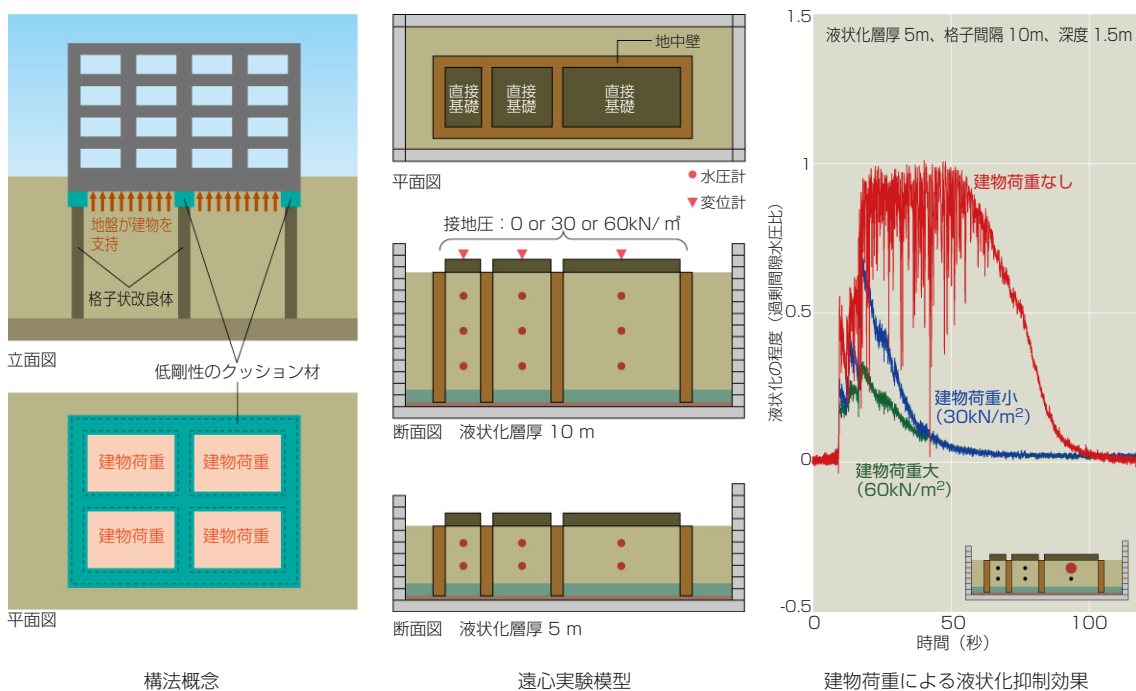 地盤が建物を
支持
格子状改良体
立面図
低剛性のクッション材
建物荷重
建物荷重
建物荷重
建物荷重
平面図
構法概念
地中壁
直接
基礎
直接
基礎
直接
基礎
平面図
水圧計
変位計
接地圧：0 or 30 or 60kN/㎡
断面図 液状化層厚 10 m
断面図 液状化層厚 5 m
遠心実験模型
液状化層厚 5m、格子間隔 10m、深度 1.5m
1.5
1
0.5
0
-0.5
液状化の程度（過剰間隙水圧比）
建物荷重なし
建物荷重小
（30kN/m²）
建物荷重大
（60kN/m²）
0
50
100
時間（秒）
建物荷重による液状化抑制効果